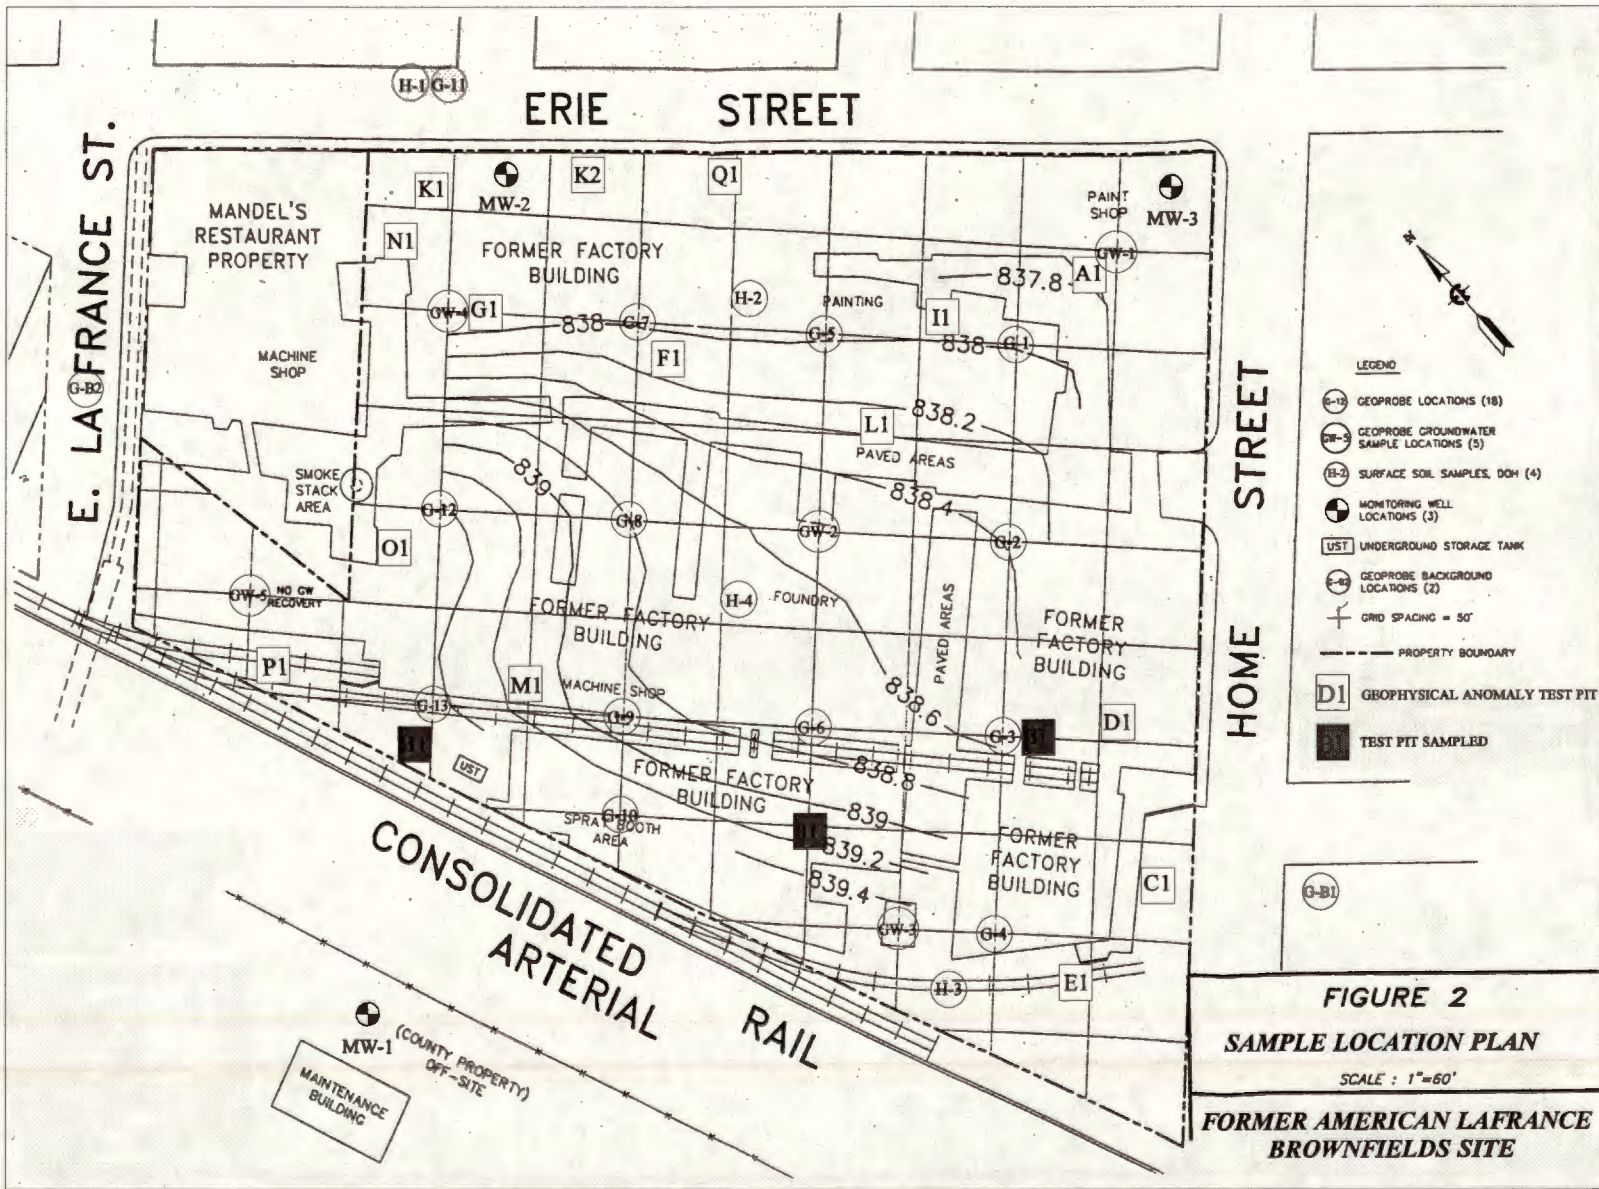 H-1 G-11
ERIE STREET
E. LAFRANCE ST.
K1
MW-2
K2
Q1
PAINT
SHOP
MW-3
MANDEL'S
RESTAURANT
PROPERTY
N1
FORMER FACTORY
BUILDING
GW-1
837.8
A1
H-2
PAINTING
GW-4
G1
838
G-7
G-5
I1
838
G-1
MACHINE
SHOP
F1
G-B2
838.2
L1
PAVED AREAS
SMOKE
STACK
AREA
839
838.4
G-12
G-8
GW-2
G-2
O1
GW-5
NO GW
RECOVERY
FORMER FACTORY
BUILDING
H-4
FOUNDRY
PAVED AREAS
FORMER
FACTORY
BUILDING
P1
M1
MACHINE SHOP
838.6
G-13
G-9
G-6
G-3
D1
UST
FORMER FACTORY
BUILDING
838.8
839
G-10
SPRAY BOOTH
AREA
839.2
FORMER
FACTORY
BUILDING
839.4
C1
G-B1
GW-3
G-4
H-3
E1
CONSOLIDATED
ARTERIAL
RAIL
MW-1
(COUNTY PROPERTY)
OFF-SITE
MAINTENANCE
BUILDING
HOME STREET
N
LEGEND
G-12 GEOPROBE LOCATIONS (18)
GW-5 GEOPROBE GROUNDWATER
SAMPLE LOCATIONS (5)
H-2 SURFACE SOIL SAMPLES, DOH (4)
MONITORING WELL
LOCATIONS (3)
UST UNDERGROUND STORAGE TANK
G-B2 GEOPROBE BACKGROUND
LOCATIONS (2)
GRID SPACING = 50'
PROPERTY BOUNDARY
D1 GEOPHYSICAL ANOMALY TEST PIT
B1 TEST PIT SAMPLED
FIGURE 2
SAMPLE LOCATION PLAN
SCALE : 1"=60'
FORMER AMERICAN LAFRANCE
BROWNFIELDS SITE